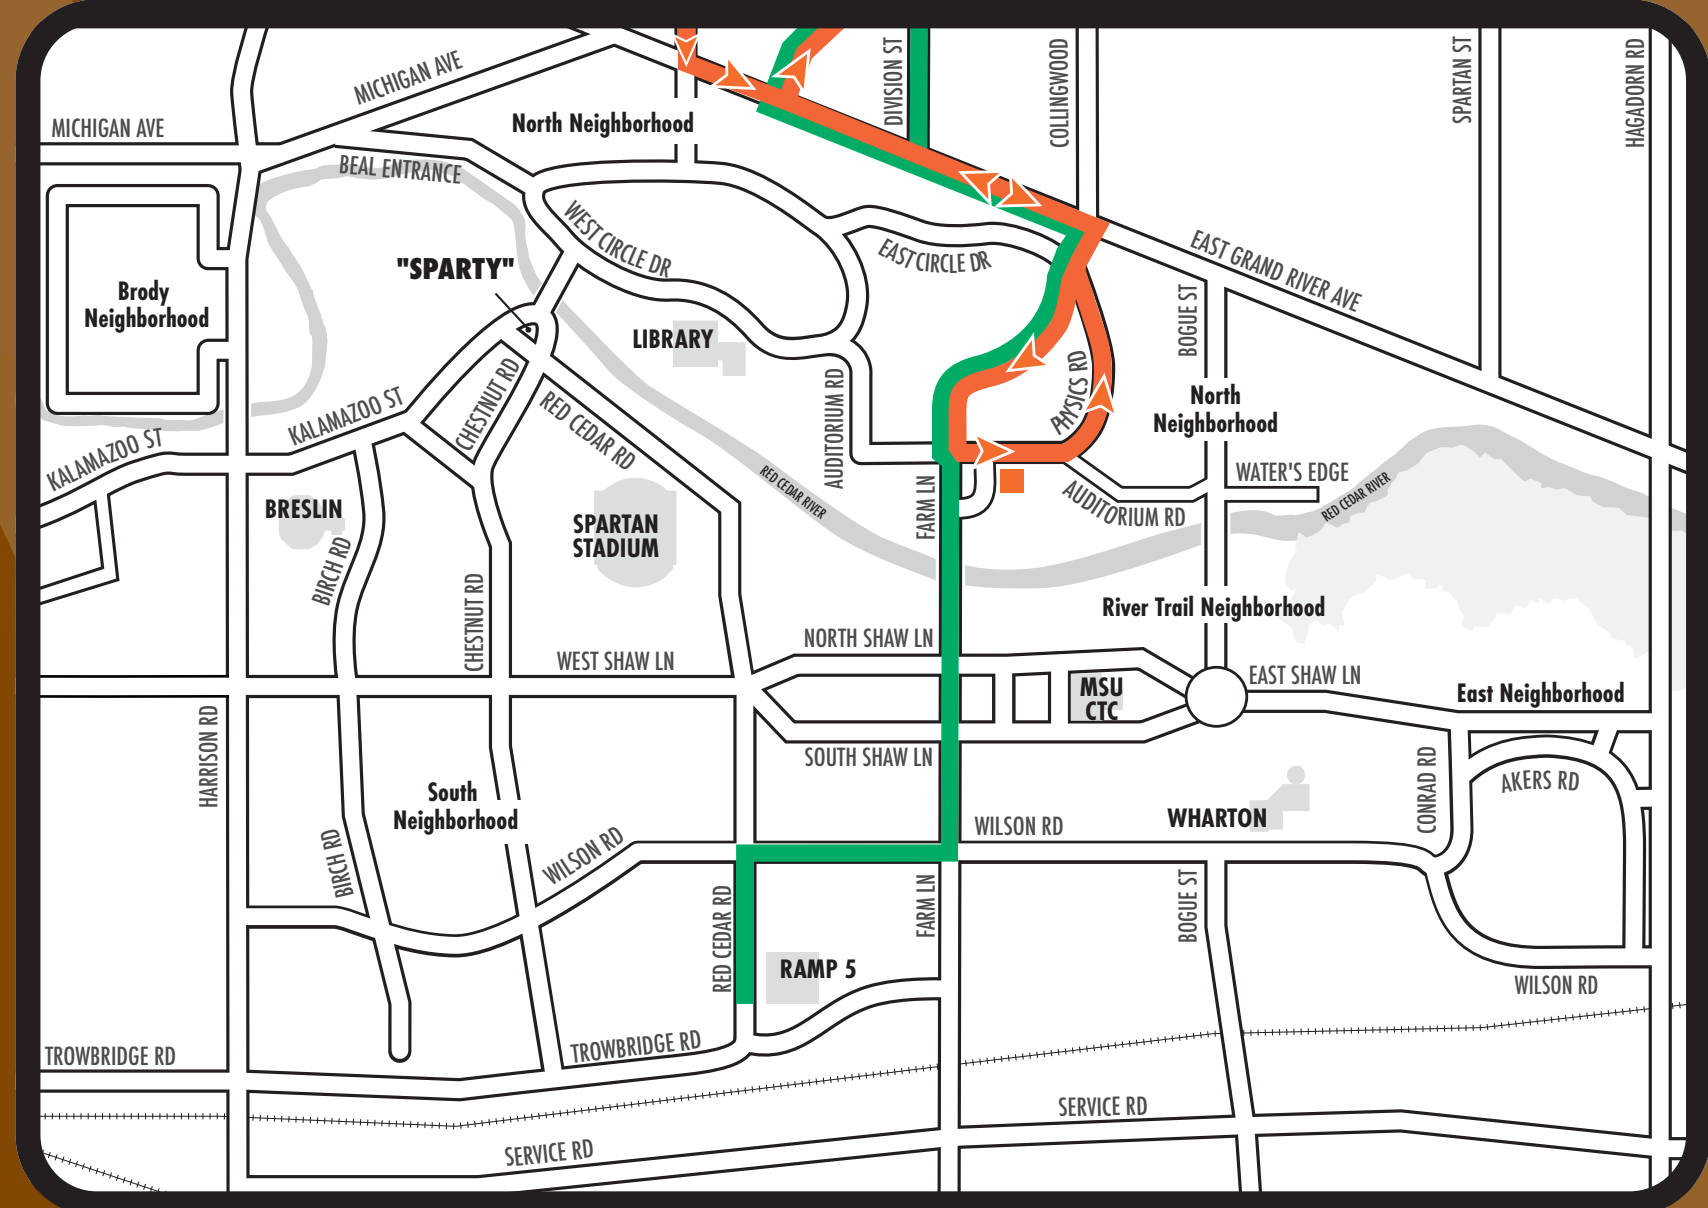 MICHIGAN AVE
MICHIGAN AVE
North Neighborhood
DIVISION ST
COLLINGWOOD
SPARTAN ST
HAGADORN RD
BEAL ENTRANCE
WEST CIRCLE DR
EAST CIRCLE DR
EAST GRAND RIVER AVE
"SPARTY"
Brody
Neighborhood
LIBRARY
BOGUE ST
PHYSICS RD
North
Neighborhood
CHESTNUT RD
KALAMAZOO ST
KALAMAZOO ST
RED CEDAR RD
AUDITORIUM RD
RED CEDAR RIVER
FARM LN
AUDITORIUM RD
WATER'S EDGE
RED CEDAR RIVER
BRESLIN
BIRCH RD
SPARTAN
STADIUM
CHESTNUT RD
River Trail Neighborhood
NORTH SHAW LN
WEST SHAW LN
EAST SHAW LN
MSU
CTC
East Neighborhood
HARRISON RD
SOUTH SHAW LN
CONRAD RD
AKERS RD
South
Neighborhood
WILSON RD
WHARTON
BIRCH RD
WILSON RD
RED CEDAR RD
FARM LN
BOGUE ST
RAMP 5
WILSON RD
TROWBRIDGE RD
TROWBRIDGE RD
SERVICE RD
SERVICE RD